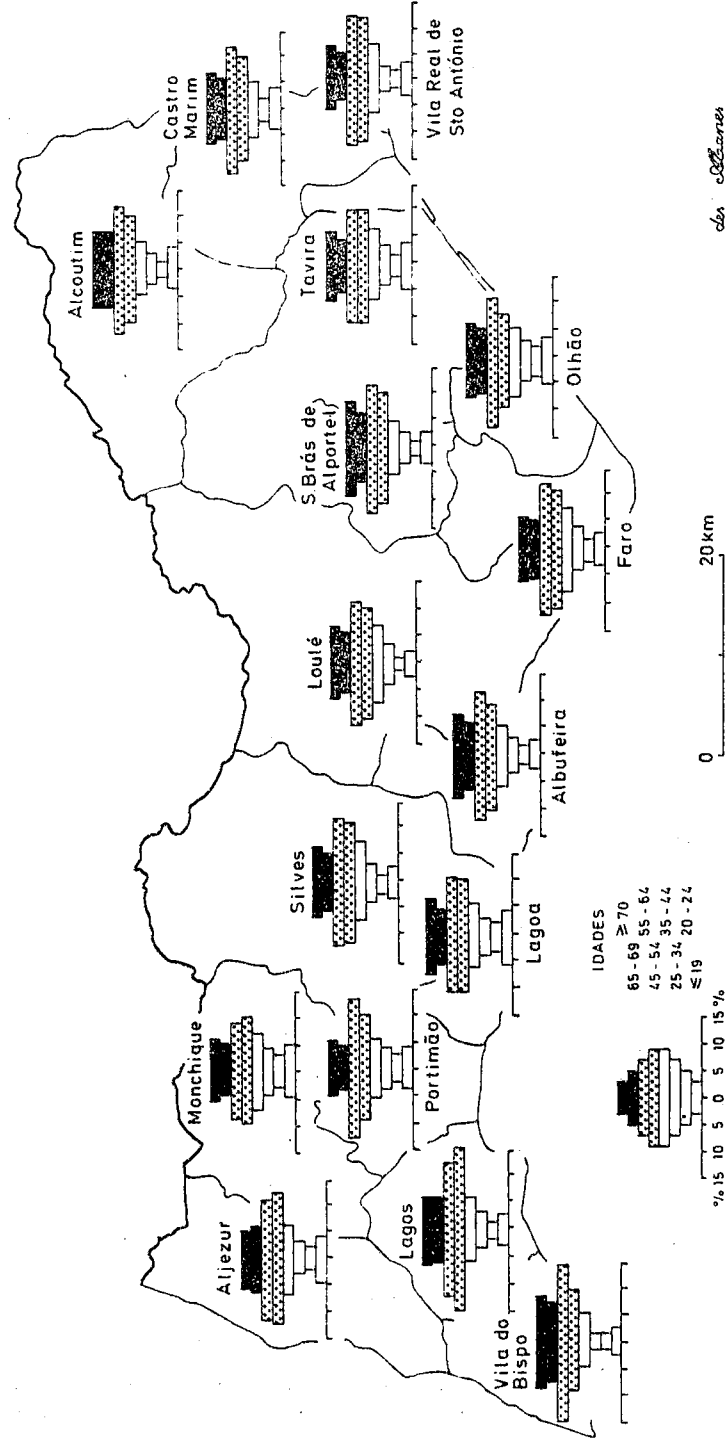 Castro
Marim
Alcoutim
Vila Real de
Sto António
Tavira
S. Brás de
Alportel
Olhão
Loulé
Faro
Silves
Albufeira
Monchique
Lagoa
Portimão
Aljezur
Lagos
Vila do
Bispo
0 20 km
IDADES
≥ 70
65-69 55-64
45-54 35-44
25-34 20-24
≤ 19
% 15 10 5 0 5 10 15 %
des